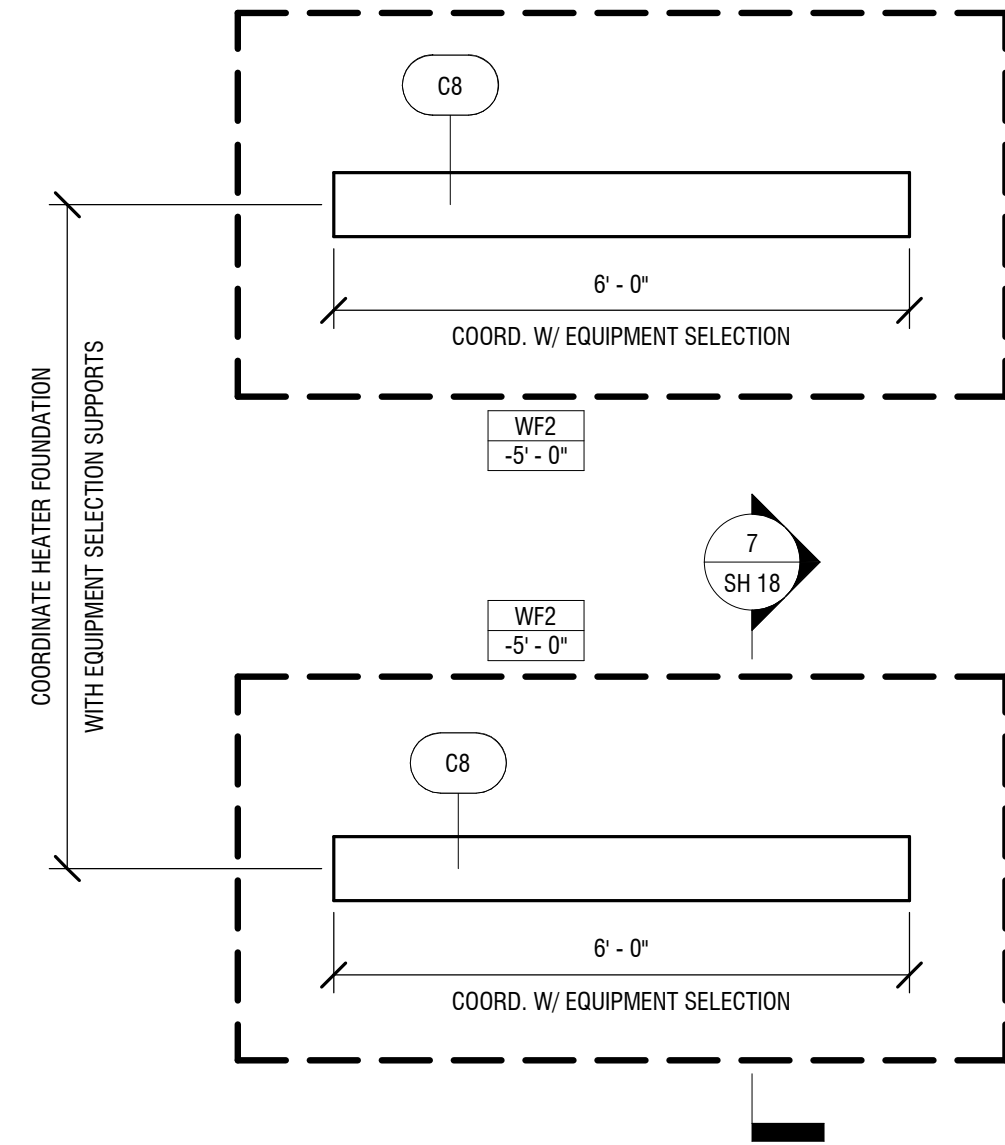 C8
6' - 0"
COORD. W/ EQUIPMENT SELECTION
COORDINATE HEATER FOUNDATION
WITH EQUIPMENT SELECTION SUPPORTS
WF2
-5' - 0"
7
SH 18
WF2
-5' - 0"
C8
6' - 0"
COORD. W/ EQUIPMENT SELECTION